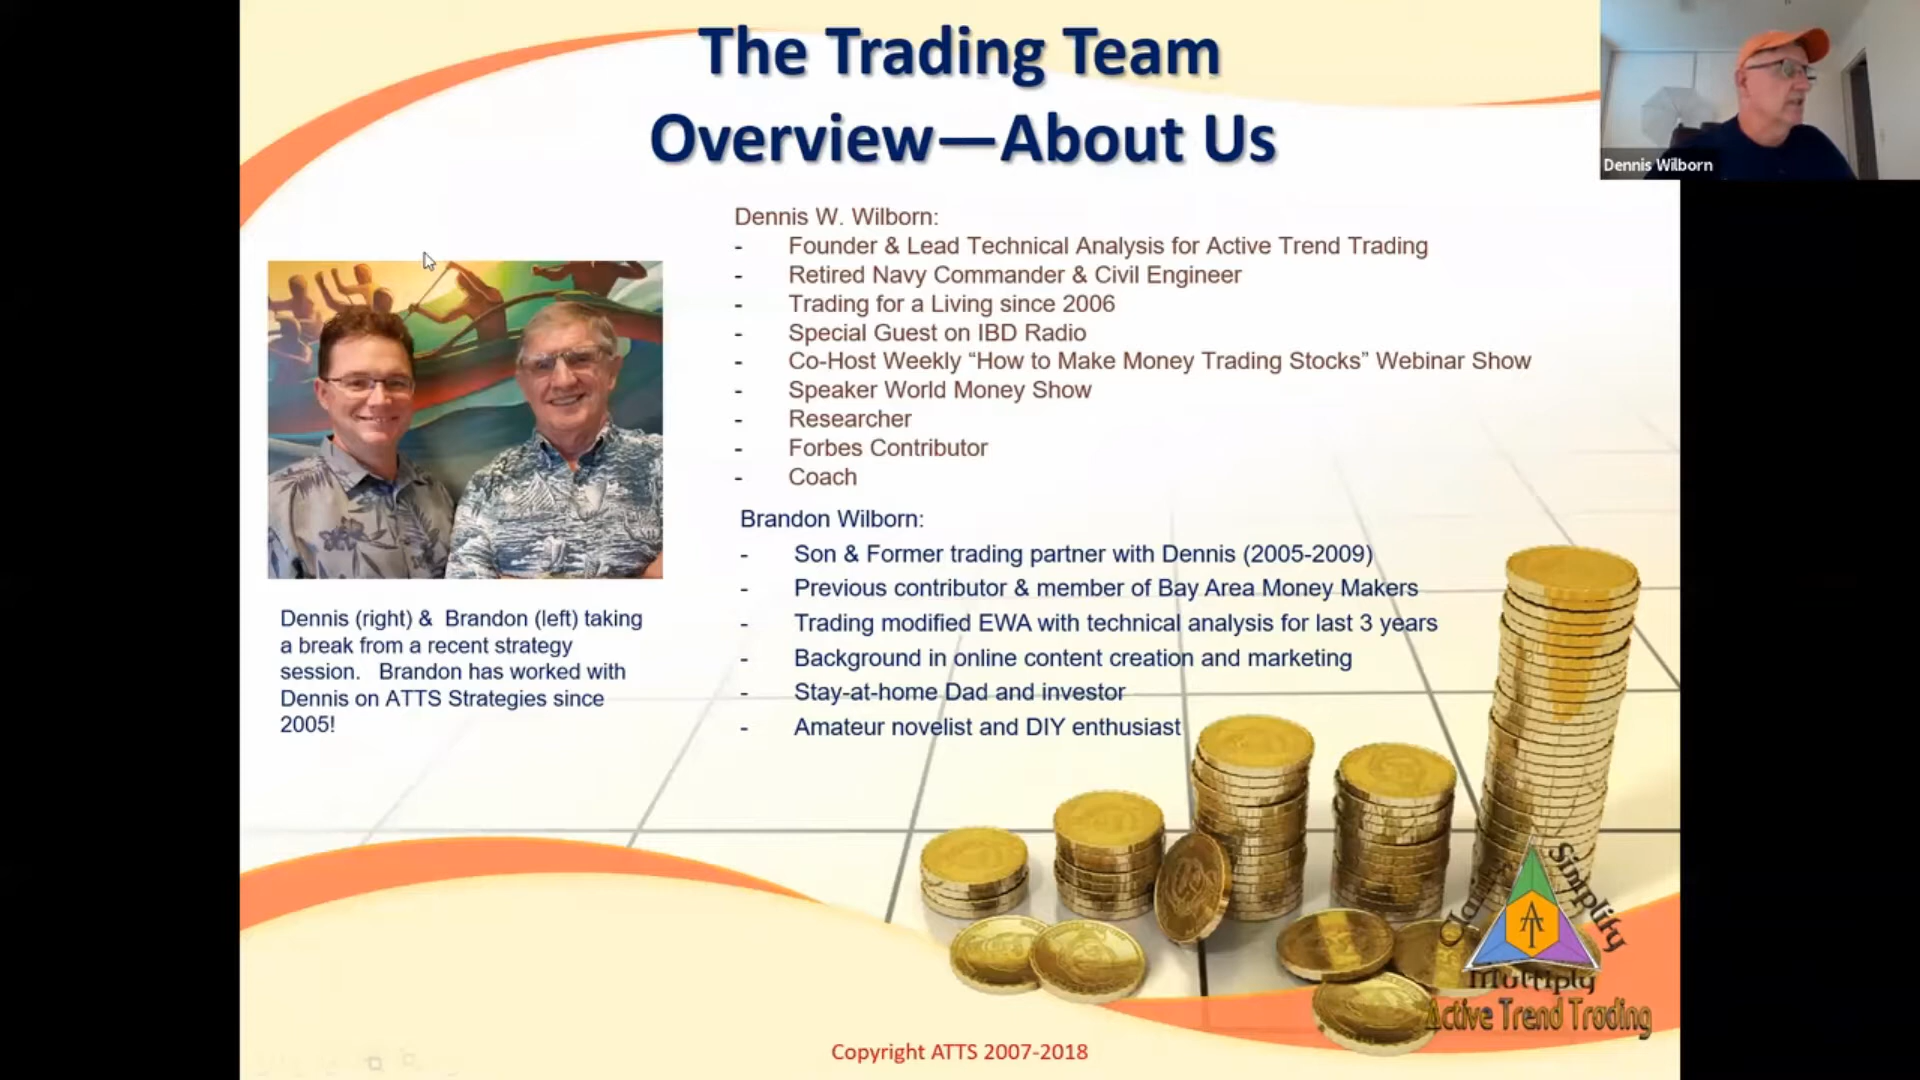 The Trading Team
Overview—About Us
Dennis Wilborn
Dennis W. Wilborn:
- Founder & Lead Technical Analysis for Active Trend Trading
- Retired Navy Commander & Civil Engineer
- Trading for a Living since 2006
- Special Guest on IBD Radio
- Co-Host Weekly “How to Make Money Trading Stocks” Webinar Show
- Speaker World Money Show
- Researcher
- Forbes Contributor
- Coach
Brandon Wilborn:
- Son & Former trading partner with Dennis (2005-2009)
- Previous contributor & member of Bay Area Money Makers
- Trading modified EWA with technical analysis for last 3 years
- Background in online content creation and marketing
- Stay-at-home Dad and investor
- Amateur novelist and DIY enthusiast
Dennis (right) & Brandon (left) taking
a break from a recent strategy
session. Brandon has worked with
Dennis on ATTS Strategies since
2005!
Simplify
Multiply
Active Trend Trading
Copyright ATTS 2007-2018